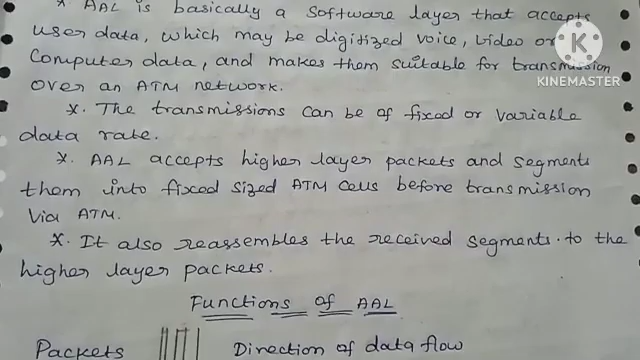 * AAL is basically a software layer that accepts
user data, which may be digitized voice, video or
Computer data, and makes them suitable for transmission
over an ATM network.
*. The transmissions can be of fixed or variable
data rate.
*. AAL accepts higher layer packets and segments
them into fixed sized ATM cells before transmission
via ATM.
*. It also reassembles the received segments to the
higher layer packets.
Functions of AAL
Packets
Direction of data flow
K
KINEMASTER